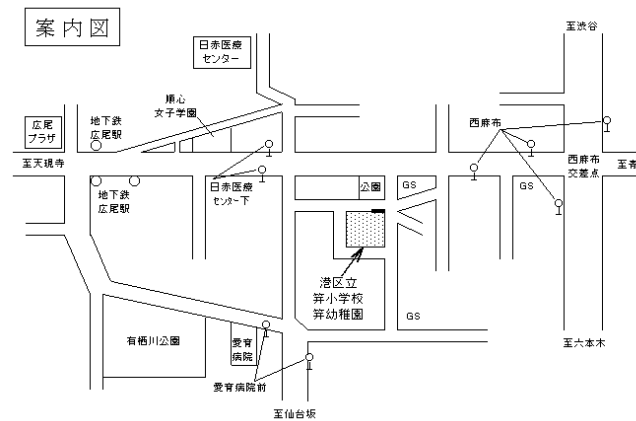 案内図
至渋谷
日赤医療
センター
順心
女子学園
地下鉄
広尾駅
広尾
プラザ
西麻布
至天現寺
西麻布
交差点
至青
地下鉄
広尾駅
日赤医療
センター下
公園
GS
GS
港区立
笄小学校
笄幼稚園
GS
有栖川公園
愛育
病院
至六本木
愛育病院前
至仙台坂